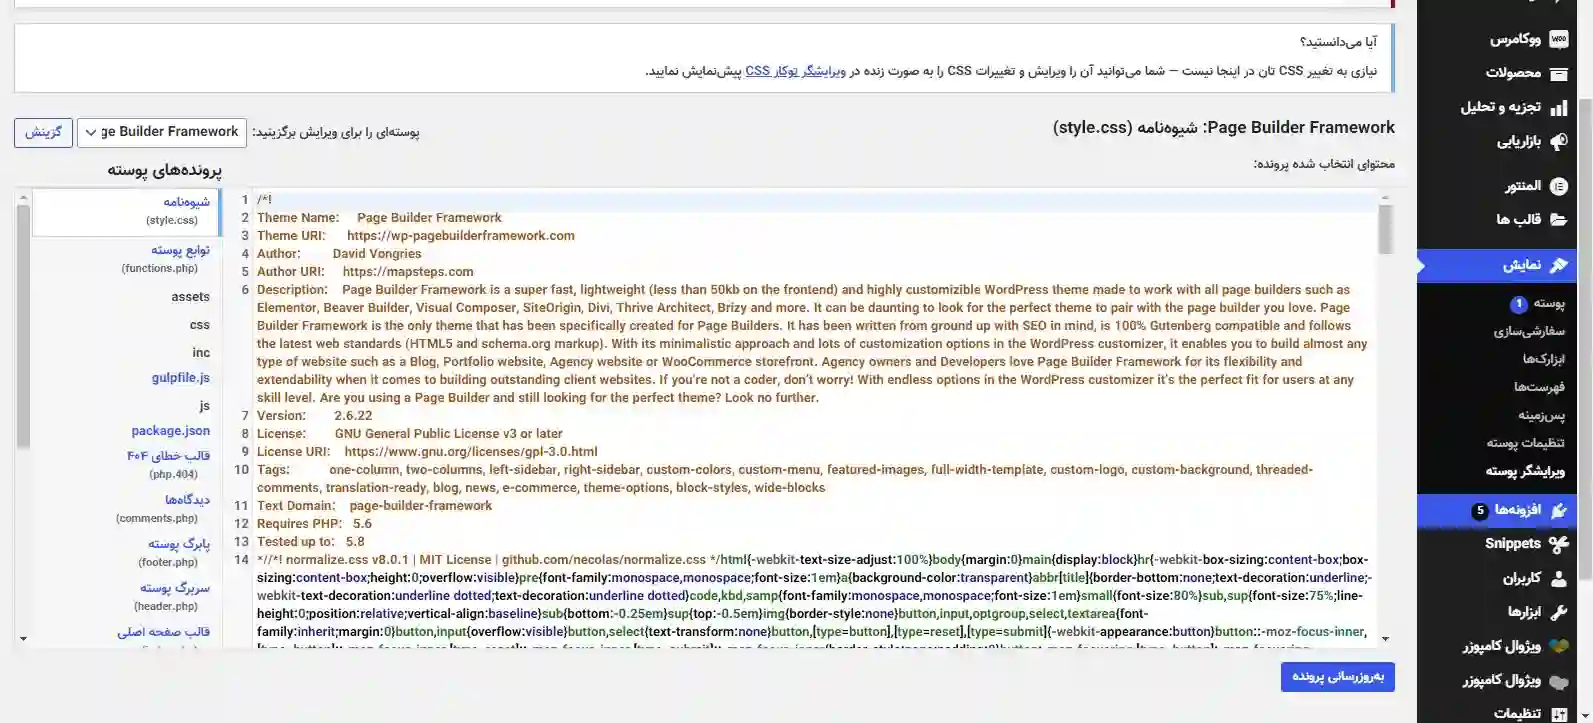 آیا می‌دانستید؟
نیازی به تغییر CSS تان در اینجا نیست – شما می‌توانید آن را ویرایش و تغییرات CSS را به صورت زنده در ویرایشگر توکار CSS پیش‌نمایش نمایید.
Page Builder Framework: شیوه‌نامه (style.css)
پوسته‌ای را برای ویرایش برگزینید:
ge Builder Framework
گزینش
محتوای انتخاب شده پرونده:
پرونده‌های پوسته
شیوه‌نامه
(style.css)
توابع پوسته
(functions.php)
assets
css
inc
gulpfile.js
js
package.json
قالب خطای ۴۰۴
(php.404)
دیدگاه‌ها
(comments.php)
پابرگ پوسته
(footer.php)
سربرگ پوسته
(header.php)
قالب صفحه اصلی
1 /*!
2 Theme Name: Page Builder Framework
3 Theme URI: https://wp-pagebuilderframework.com
4 Author: David Vongries
5 Author URI: https://mapsteps.com
6 Description: Page Builder Framework is a super fast, lightweight (less than 50kb on the frontend) and highly customizible WordPress theme made to work with all page builders such as
Elementor, Beaver Builder, Visual Composer, SiteOrigin, Divi, Thrive Architect, Brizy and more. It can be daunting to look for the perfect theme to pair with the page builder you love. Page
Builder Framework is the only theme that has been specifically created for Page Builders. It has been written from ground up with SEO in mind, is 100% Gutenberg compatible and follows
the latest web standards (HTML5 and schema.org markup). With its minimalistic approach and lots of customization options in the WordPress customizer, it enables you to build almost any
type of website such as a Blog, Portfolio website, Agency website or WooCommerce storefront. Agency owners and Developers love Page Builder Framework for its flexibility and
extendability when it comes to building outstanding client websites. If you're not a coder, don't worry! With endless options in the WordPress customizer it's the perfect fit for users at any
skill level. Are you using a Page Builder and still looking for the perfect theme? Look no further.
7 Version: 2.6.22
8 License: GNU General Public License v3 or later
9 License URI: https://www.gnu.org/licenses/gpl-3.0.html
10 Tags: one-column, two-columns, left-sidebar, right-sidebar, custom-colors, custom-menu, featured-images, full-width-template, custom-logo, custom-background, threaded-
comments, translation-ready, blog, news, e-commerce, theme-options, block-styles, wide-blocks
11 Text Domain: page-builder-framework
12 Requires PHP: 5.6
13 Tested up to: 5.8
14 *//*! normalize.css v8.0.1 | MIT License | github.com/necolas/normalize.css */html{-webkit-text-size-adjust:100%}body{margin:0}main{display:block}hr{-webkit-box-sizing:content-box;box-
sizing:content-box;height:0;overflow:visible}pre{font-family:monospace,monospace;font-size:1em}a{background-color:transparent}abbr[title]{border-bottom:none;text-decoration:underline;-
webkit-text-decoration:underline dotted;text-decoration:underline dotted}code,kbd,samp{font-family:monospace,monospace;font-size:1em}small{font-size:80%}sub,sup{font-size:75%;line-
height:0;position:relative;vertical-align:baseline}sub{bottom:-0.25em}sup{top:-0.5em}img{border-style:none}button,input,optgroup,select,textarea{font-
family:inherit;margin:0}button,input{overflow:visible}button,select{text-transform:none}button,[type=button],[type=reset],[type=submit]{-webkit-appearance:button}button::-moz-focus-inner,
به‌روزرسانی پرونده
ووکامرس
محصولات
تجزیه و تحلیل
بازاریابی
المنتور
قالب ها
نمایش
پوسته 1
سفارشی‌سازی
ابزارک‌ها
فهرست‌ها
پس‌زمینه
تنظیمات پوسته
ویرایشگر پوسته
افزونه‌ها 5
Snippets
کاربران
ابزارها
ویژوال کامپوزر
ویژوال کامپوزر
تنظیمات